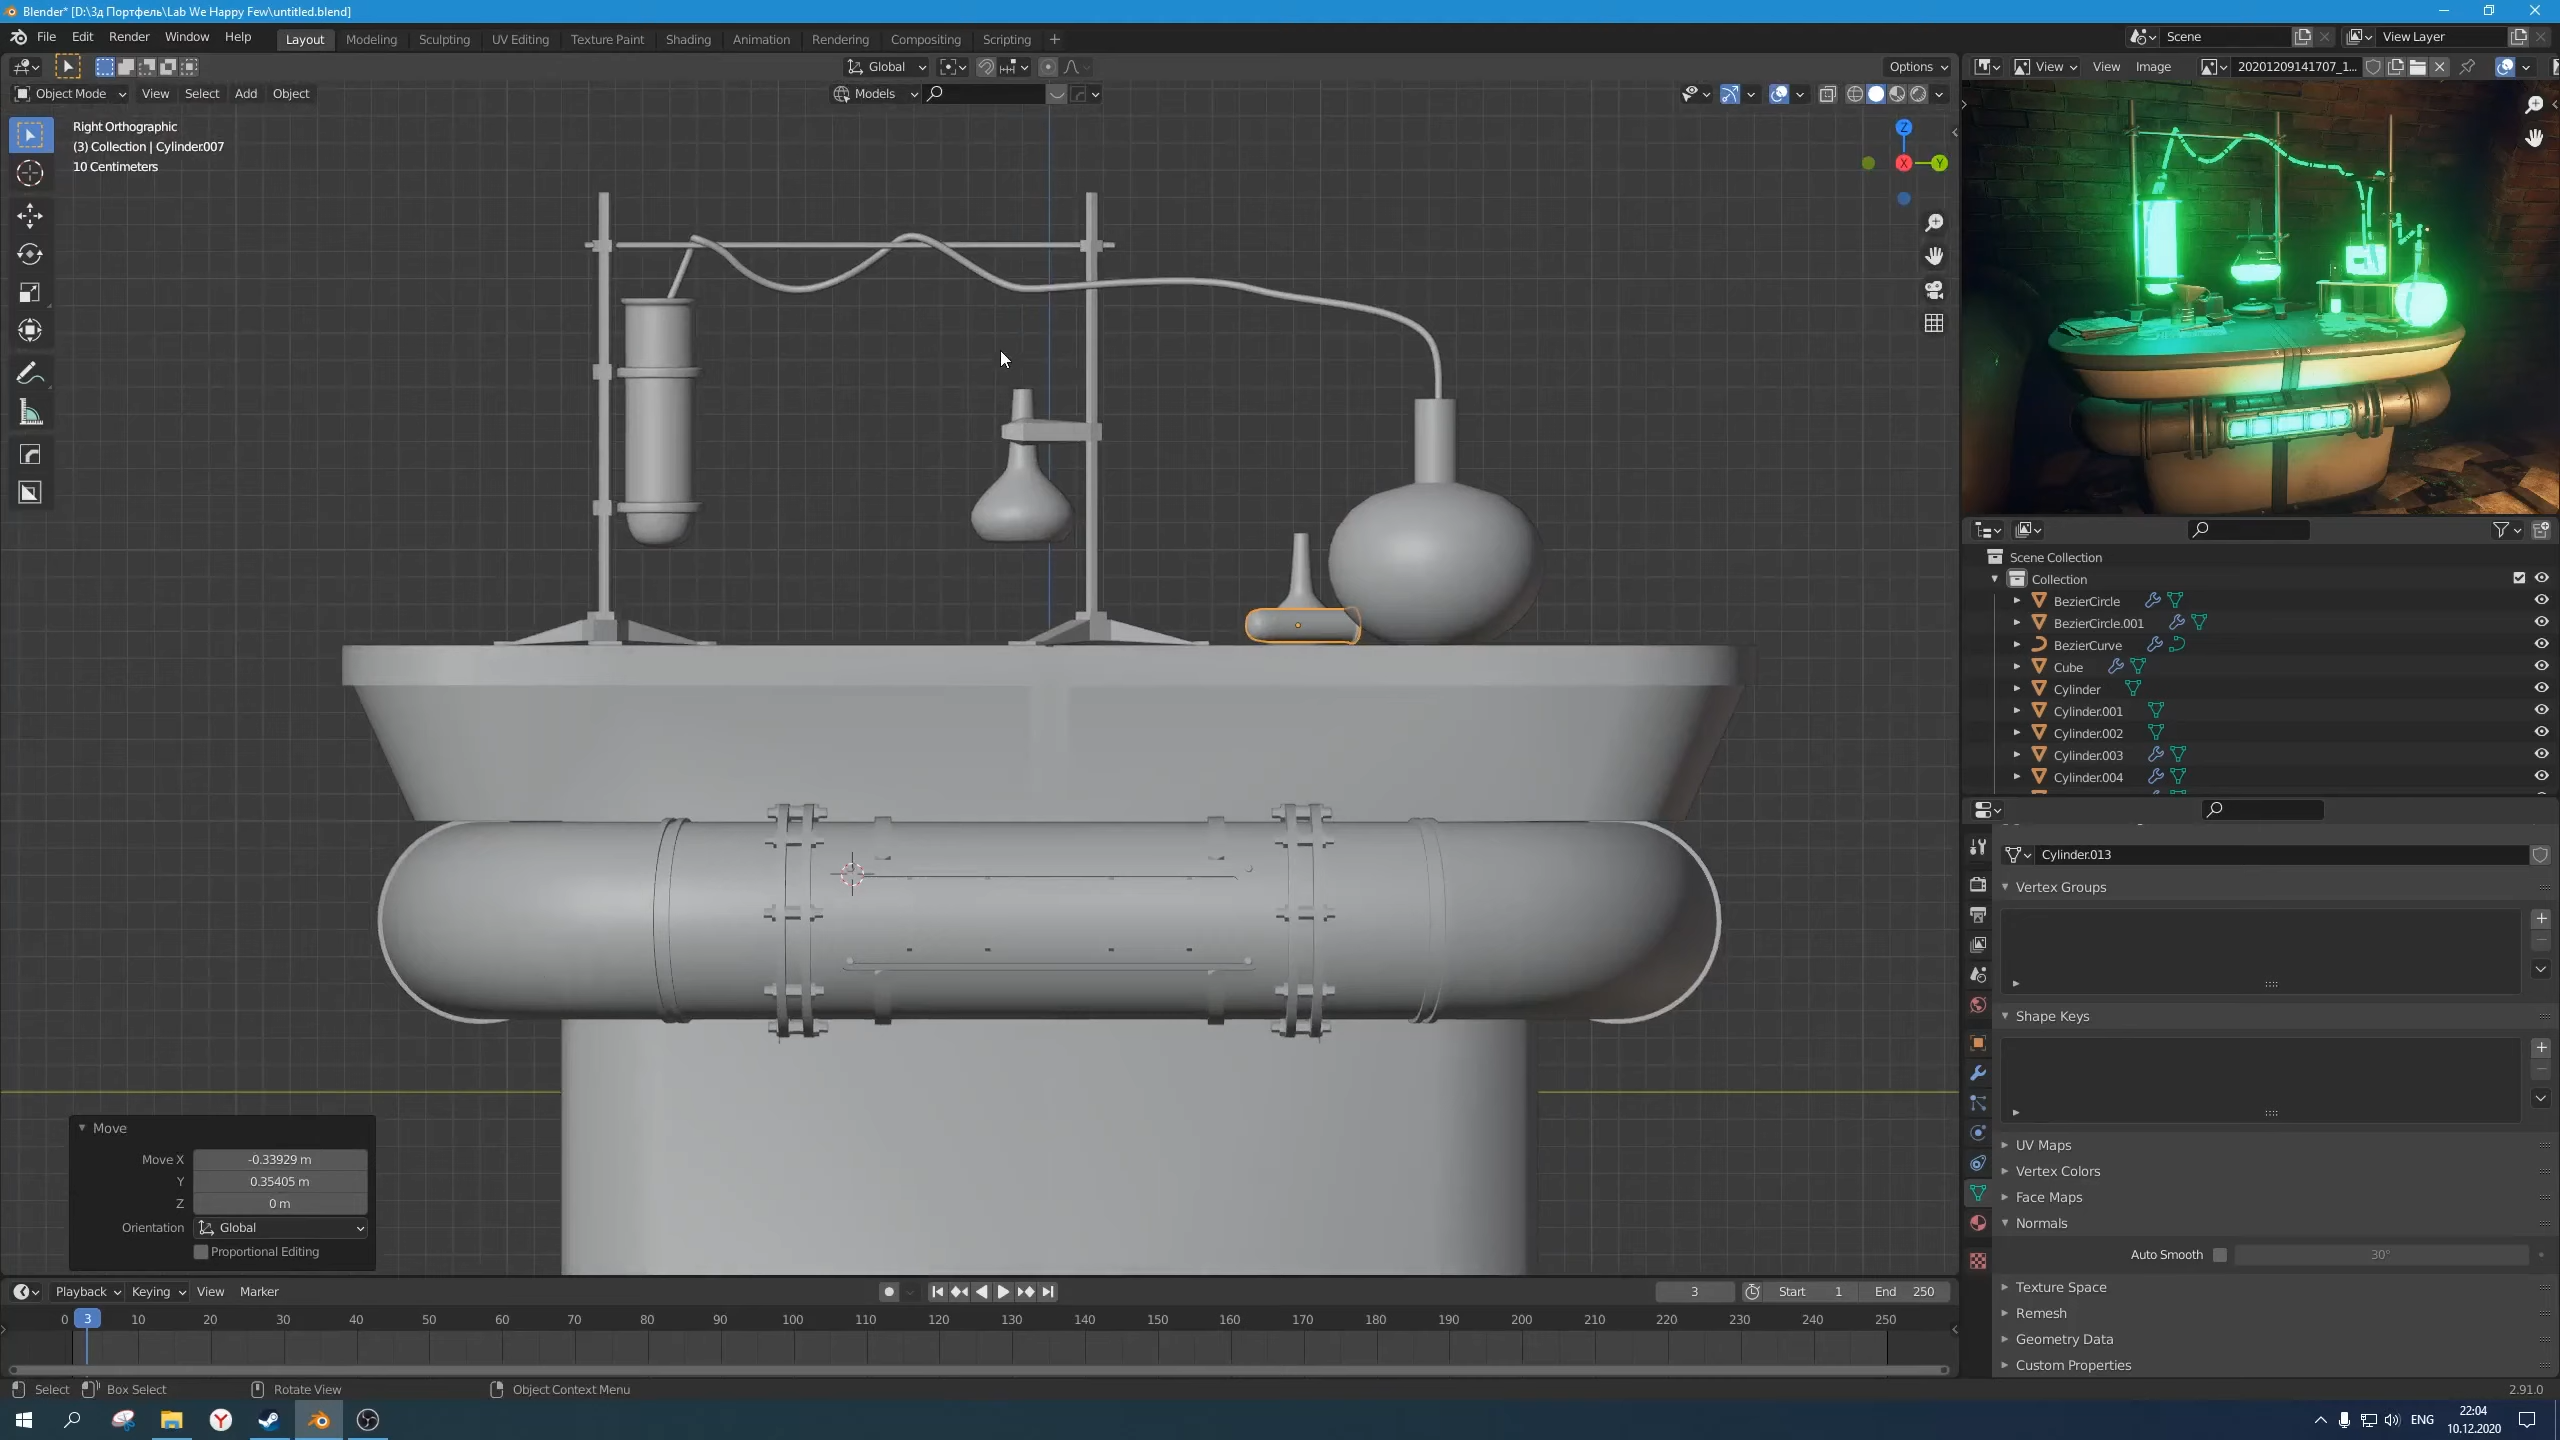 Blender* [D:\3д Портфель\Lab We Happy Few\untitled.blend]
File Edit Render Window Help Layout Modeling Sculpting UV Editing Texture Paint Shading Animation Rendering Compositing Scripting + Scene View Layer
Global Options View View Image 20201209141707_1...
Object Mode View Select Add Object Models
Right Orthographic
(3) Collection | Cylinder.007
10 Centimeters
Z
X
Y
Scene Collection
Collection
BezierCircle
BezierCircle.001
BezierCurve
Cube
Cylinder
Cylinder.001
Cylinder.002
Cylinder.003
Cylinder.004
Cylinder.013
Vertex Groups
Shape Keys
UV Maps
Vertex Colors
Face Maps
Normals
Auto Smooth 30°
Texture Space
Remesh
Geometry Data
Custom Properties
Move
Move X -0.33929 m
Y 0.35405 m
Z 0 m
Orientation Global
Proportional Editing
Playback Keying View Marker 3 Start 1 End 250
0 3 10 20 30 40 50 60 70 80 90 100 110 120 130 140 150 160 170 180 190 200 210 220 230 240 250
Select Box Select Rotate View Object Context Menu 2.91.0
ENG 22:04
10.12.2020